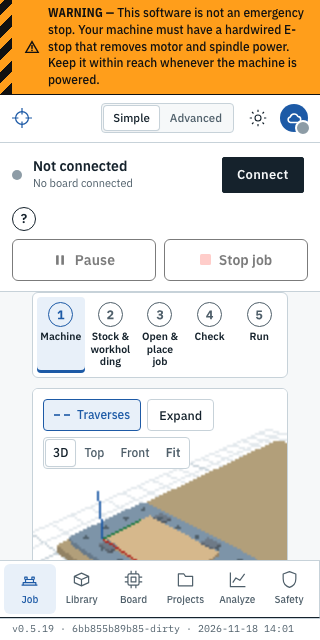 WARNING — This software is not an emergency
stop. Your machine must have a hardwired E-
stop that removes motor and spindle power.
Keep it within reach whenever the machine is
powered.
Simple Advanced
Not connected
No board connected
Connect
?
Pause Stop job
1 2 3 4 5
Machine Stock & Open & Check Run
workhol place
ding job
Traverses Expand
3D Top Front Fit
Job Library Board Projects Analyze Safety
v0.5.19 · 6bb855b89b85-dirty · 2026-11-18 14:01